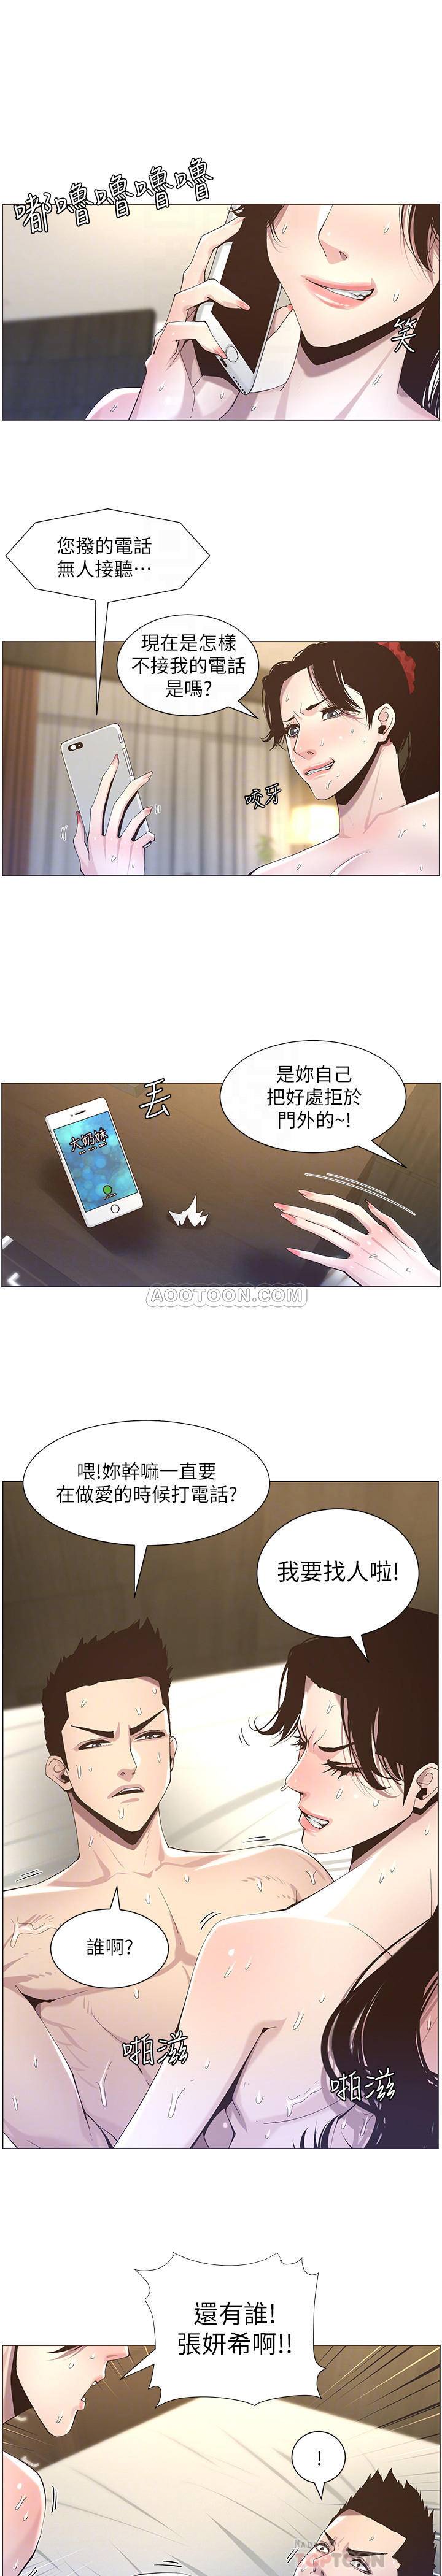 嘟嚕嚕嚕嚕
笑
您撥的電話
無人接聽…
現在是怎樣
不接我的電話
是嗎?
咬牙
丟
是妳自己
把好處拒於
門外的~!
大奶妹
AOOTOON.COM
喂!妳幹嘛一直要
在做愛的時候打電話?
我要找人啦!
誰啊?
啪滋
啪滋
還有誰!
張妍希啊!!
!
TOPTOON